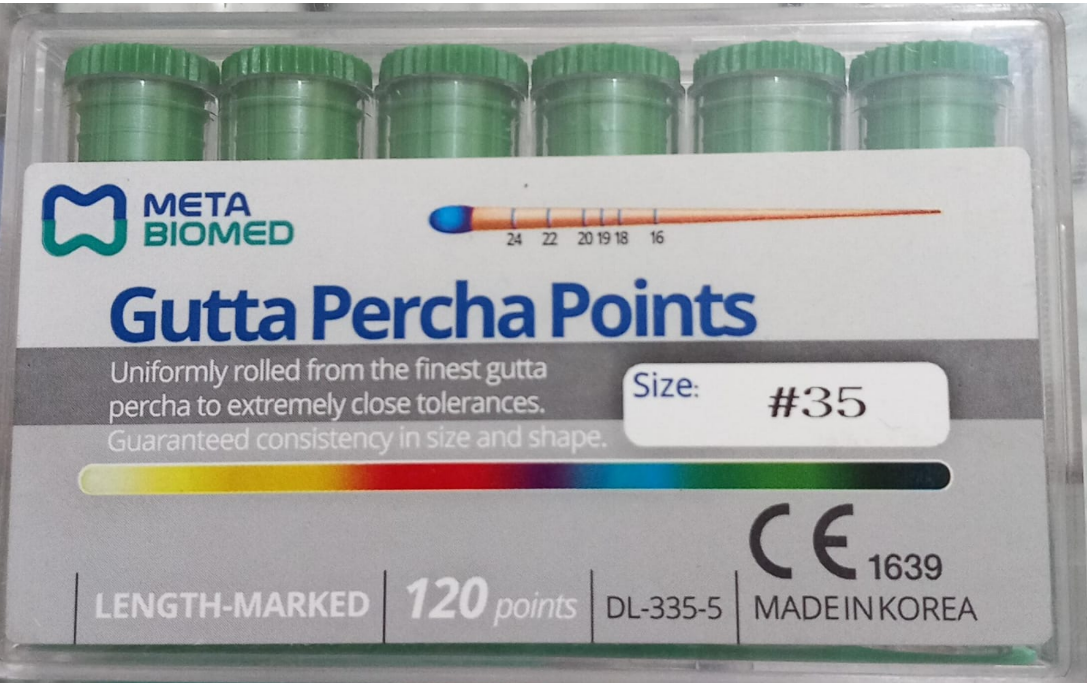 META
BIOMED
24 22 20 19 18 16
Gutta Percha Points
Uniformly rolled from the finest gutta
percha to extremely close tolerances.
Guaranteed consistency in size and shape.
Size: #35
CE 1639
LENGTH-MARKED 120 points DL-335-5 MADE IN KOREA